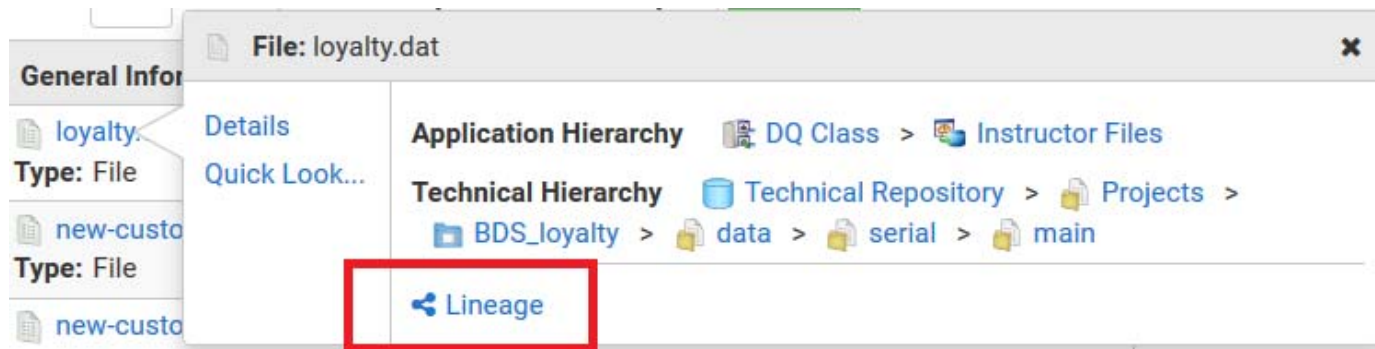 File: loyalty.dat
General Infor
loyalty.
Type: File
new-custo
Type: File
new-custo
Details
Quick Look...
Application Hierarchy DQ Class > Instructor Files
Technical Hierarchy Technical Repository > Projects >
BDS_loyalty > data > serial > main
Lineage